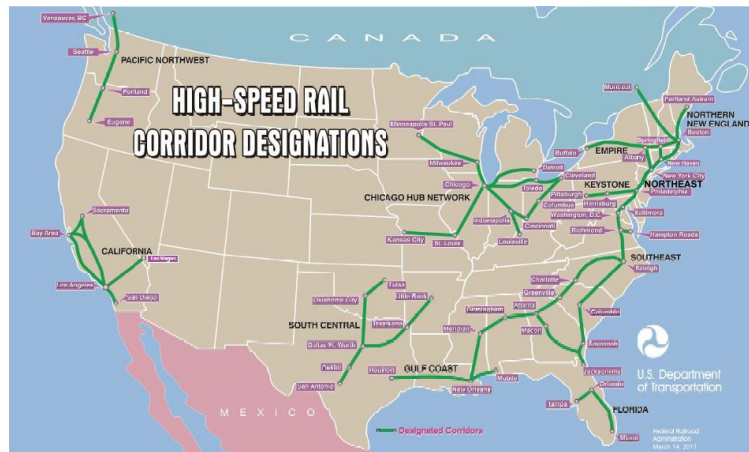 CANADA
Vancouver, BC
Seattle
PACIFIC NORTHWEST
Portland
Eugene
HIGH-SPEED RAIL
CORRIDOR DESIGNATIONS
Minneapolis St. Paul
Milwaukee
Chicago
CHICAGO HUB NETWORK
Detroit
Cleveland
Toledo
Columbus
Indianapolis
Cincinnati
Louisville
Kansas City
St. Louis
Montreal
Portland Auburn
NORTHERN
NEW ENGLAND
Boston
Springfield
Buffalo
EMPIRE
Albany
New Haven
New York City
Pittsburgh
KEYSTONE
NORTHEAST
Harrisburg
Philadelphia
Washington, D.C.
Baltimore
Richmond
Hampton Roads
SOUTHEAST
Raleigh
Sacramento
Bay Area
CALIFORNIA
Las Vegas
Los Angeles
San Diego
Tulsa
Oklahoma City
Little Rock
SOUTH CENTRAL
Texarkana
Dallas/Ft. Worth
Austin
San Antonio
Houston
GULF COAST
Charlotte
Greenville
Atlanta
Birmingham
Columbia
Macon
Meridian
Savannah
Mobile
New Orleans
Jacksonville
Orlando
Tampa
FLORIDA
Miami
MEXICO
Designated Corridors
U.S. Department
of Transportation
Federal Railroad
Administration
March 14, 2011